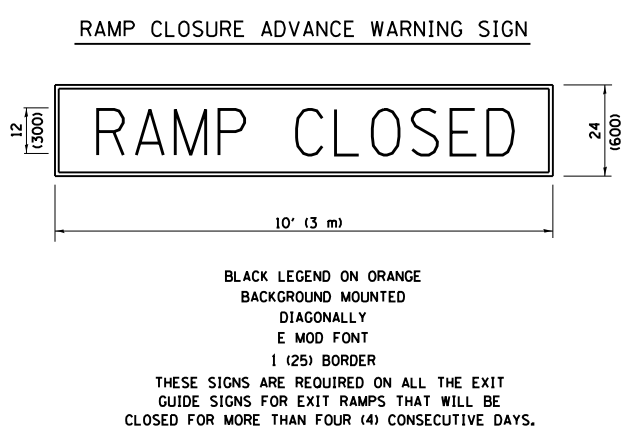 RAMP CLOSURE ADVANCE WARNING SIGN
RAMP CLOSED
12
(300)
24
(600)
10' (3 m)
BLACK LEGEND ON ORANGE
BACKGROUND MOUNTED
DIAGONALLY
E MOD FONT
1 (25) BORDER
THESE SIGNS ARE REQUIRED ON ALL THE EXIT
GUIDE SIGNS FOR EXIT RAMPS THAT WILL BE
CLOSED FOR MORE THAN FOUR (4) CONSECUTIVE DAYS.